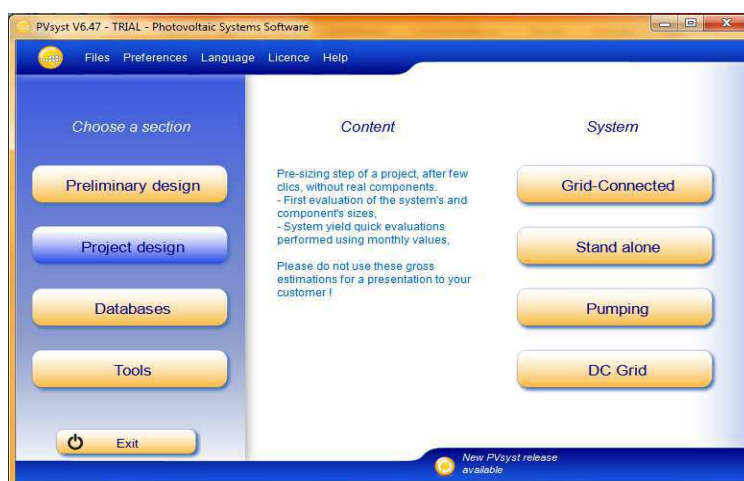 PVsyst V6.47 - TRIAL - Photovoltaic Systems Software
Files Preferences Language Licence Help
Choose a section
Preliminary design
Project design
Databases
Tools
Exit
Content
Pre-sizing step of a project, after few
clics, without real components.
- First evaluation of the system's and
component's sizes,
- System yield quick evaluations
performed using monthly values,
Please do not use these gross
estimations for a presentation to your
customer !
System
Grid-Connected
Stand alone
Pumping
DC Grid
New PVsyst release
available